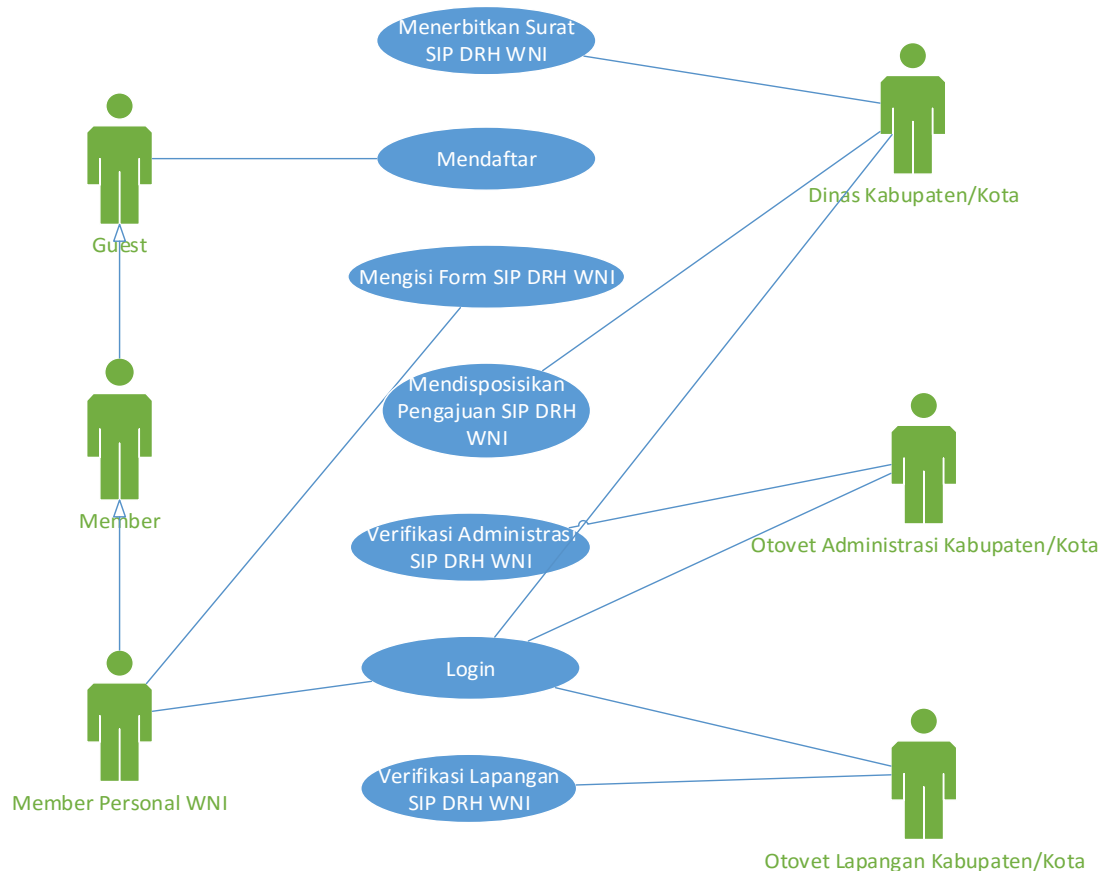 Menerbitkan Surat
SIP DRH WNI
Mendaftar
Guest
Dinas Kabupaten/Kota
Mengisi Form SIP DRH WNI
Mendisposisikan
Pengajuan SIP DRH
WNI
Member
Verifikasi Administrasi
SIP DRH WNI
Otovet Administrasi Kabupaten/Kota
Login
Verifikasi Lapangan
SIP DRH WNI
Member Personal WNI
Otovet Lapangan Kabupaten/Kota